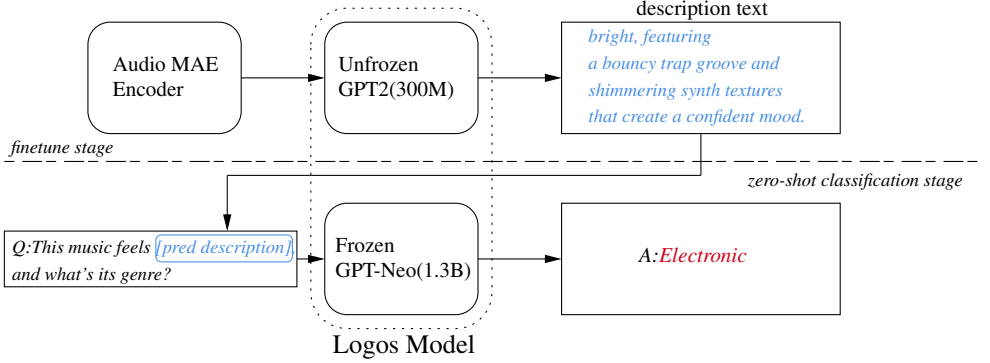 description text
Audio MAE
Encoder
Unfrozen
GPT2(300M)
bright, featuring
a bouncy trap groove and
shimmering synth textures
that create a confident mood.
finetune stage
zero-shot classification stage
Q:This music feels [pred description],
and what's its genre?
Frozen
GPT-Neo(1.3B)
A:Electronic
Logos Model